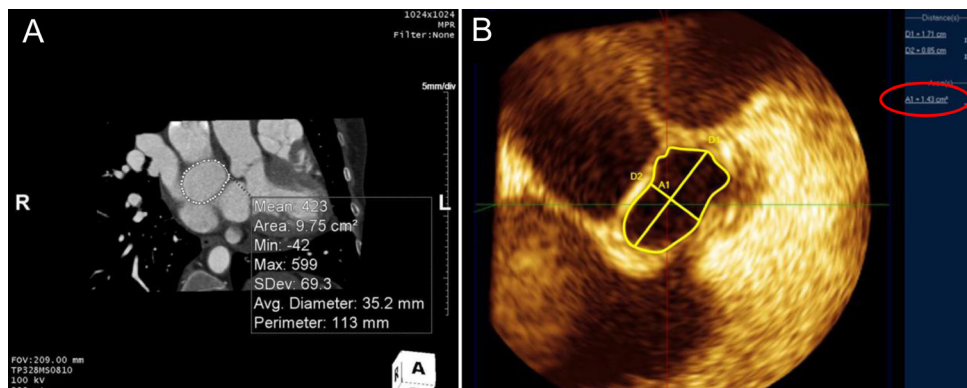 A
1024x1024
MPR
Filter:None
5mm/div
R
L
Mean: 423
Area: 9.75 cm²
Min: -42
Max: 599
SDev: 69.3
Avg. Diameter: 35.2 mm
Perimeter: 113 mm
FOV:209.00 mm
TP328MS0810
100 kV
A
B
Distance(s)
D1 = 1.71 cm
D2 = 0.85 cm
Area(s)
A1 = 1.43 cm²
D1
D2
A1